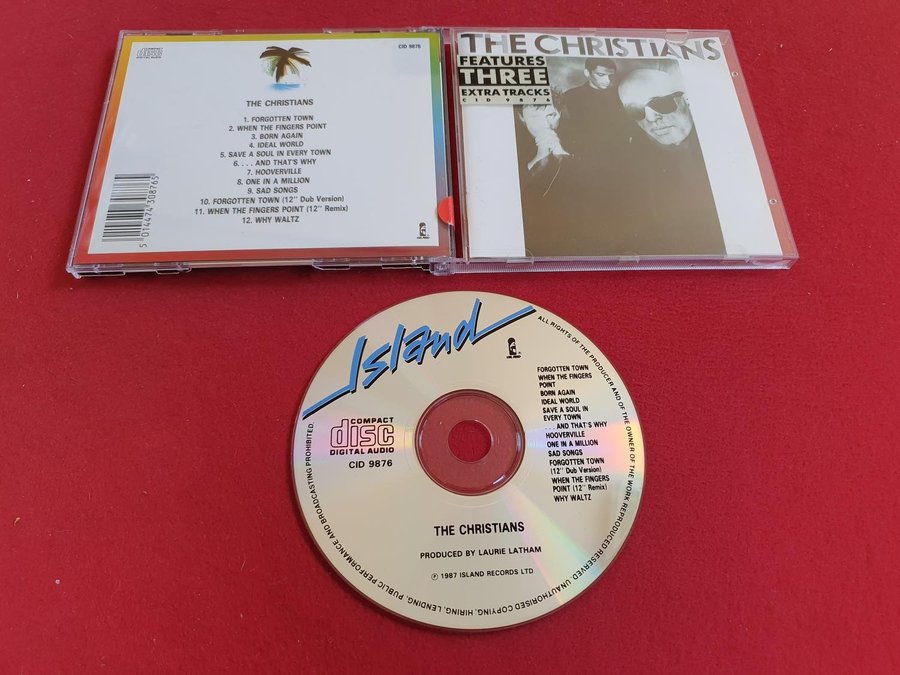 COMPACT
disc
DIGITAL AUDIO
CID 9876
THE CHRISTIANS
1. FORGOTTEN TOWN
2. WHEN THE FINGERS POINT
3. BORN AGAIN
4. IDEAL WORLD
5. SAVE A SOUL IN EVERY TOWN
6. . . . AND THAT'S WHY
7. HOOVERVILLE
8. ONE IN A MILLION
9. SAD SONGS
10. FORGOTTEN TOWN (12" Dub Version)
11. WHEN THE FINGERS POINT (12" Remix)
12. WHY WALTZ
5 014474 308765
THE CHRISTIANS
FEATURES
THREE
EXTRA TRACKS
CID 9876
Island
ALL RIGHTS OF THE PRODUCER AND OF THE OWNER OF THE WORK REPRODUCED RESERVED. UNAUTHORISED COPYING, HIRING, LENDING, PUBLIC PERFORMANCE AND BROADCASTING PROHIBITED.
COMPACT
disc
DIGITAL AUDIO
CID 9876
FORGOTTEN TOWN
WHEN THE FINGERS
POINT
BORN AGAIN
IDEAL WORLD
SAVE A SOUL IN
EVERY TOWN
. . . AND THAT'S WHY
HOOVERVILLE
ONE IN A MILLION
SAD SONGS
FORGOTTEN TOWN
(12" Dub Version)
WHEN THE FINGERS
POINT (12" Remix)
WHY WALTZ
THE CHRISTIANS
PRODUCED BY LAURIE LATHAM
℗ 1987 ISLAND RECORDS LTD